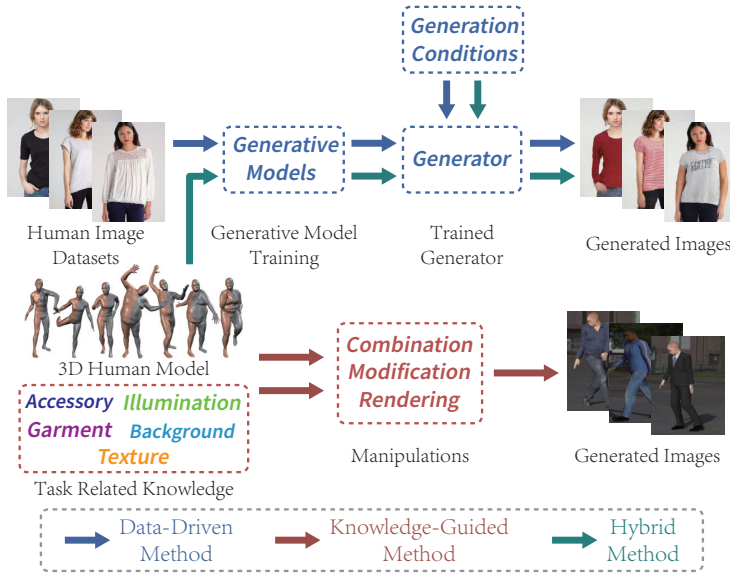 Generation
Conditions
Generative
Models
Generator
Human Image
Datasets
Generative Model
Training
Trained
Generator
Generated Images
3D Human Model
Combination
Modification
Rendering
Accessory Illumination
Garment Background
Texture
Task Related Knowledge
Manipulations
Generated Images
Data-Driven
Method
Knowledge-Guided
Method
Hybrid
Method